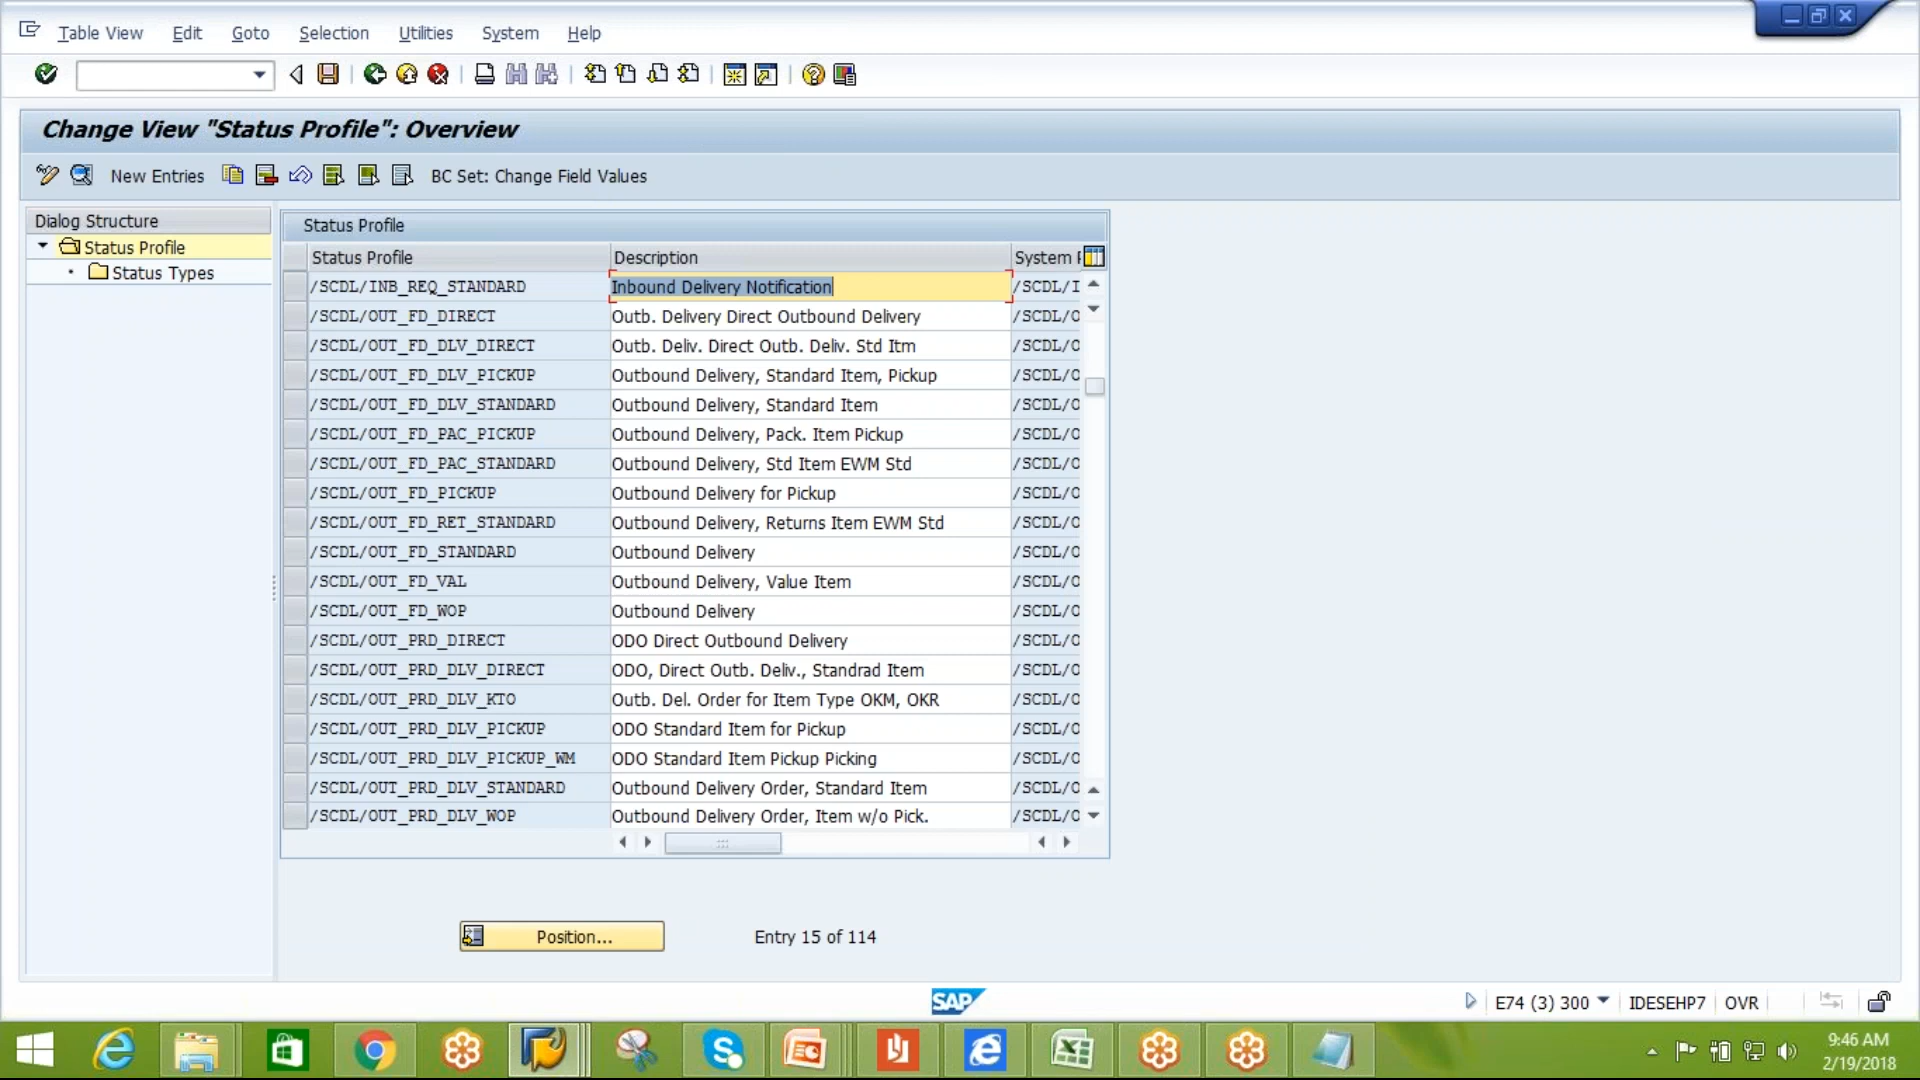 Table View Edit Goto Selection Utilities System Help
Change View "Status Profile": Overview
New Entries BC Set: Change Field Values
Dialog Structure
Status Profile
Status Types
Status Profile
Status Profile Description System
/SCDL/INB_REQ_STANDARD Inbound Delivery Notification /SCDL/I
/SCDL/OUT_FD_DIRECT Outb. Delivery Direct Outbound Delivery /SCDL/O
/SCDL/OUT_FD_DLV_DIRECT Outb. Deliv. Direct Outb. Deliv. Std Itm /SCDL/O
/SCDL/OUT_FD_DLV_PICKUP Outbound Delivery, Standard Item, Pickup /SCDL/O
/SCDL/OUT_FD_DLV_STANDARD Outbound Delivery, Standard Item /SCDL/O
/SCDL/OUT_FD_PAC_PICKUP Outbound Delivery, Pack. Item Pickup /SCDL/O
/SCDL/OUT_FD_PAC_STANDARD Outbound Delivery, Std Item EWM Std /SCDL/O
/SCDL/OUT_FD_PICKUP Outbound Delivery for Pickup /SCDL/O
/SCDL/OUT_FD_RET_STANDARD Outbound Delivery, Returns Item EWM Std /SCDL/O
/SCDL/OUT_FD_STANDARD Outbound Delivery /SCDL/O
/SCDL/OUT_FD_VAL Outbound Delivery, Value Item /SCDL/O
/SCDL/OUT_FD_WOP Outbound Delivery /SCDL/O
/SCDL/OUT_PRD_DIRECT ODO Direct Outbound Delivery /SCDL/O
/SCDL/OUT_PRD_DLV_DIRECT ODO, Direct Outb. Deliv., Standrad Item /SCDL/O
/SCDL/OUT_PRD_DLV_KTO Outb. Del. Order for Item Type OKM, OKR /SCDL/O
/SCDL/OUT_PRD_DLV_PICKUP ODO Standard Item for Pickup /SCDL/O
/SCDL/OUT_PRD_DLV_PICKUP_WM ODO Standard Item Pickup Picking /SCDL/O
/SCDL/OUT_PRD_DLV_STANDARD Outbound Delivery Order, Standard Item /SCDL/O
/SCDL/OUT_PRD_DLV_WOP Outbound Delivery Order, Item w/o Pick. /SCDL/O
Position... Entry 15 of 114
SAP E74 (3) 300 IDESEHP7 OVR
9:46 AM
2/19/2018